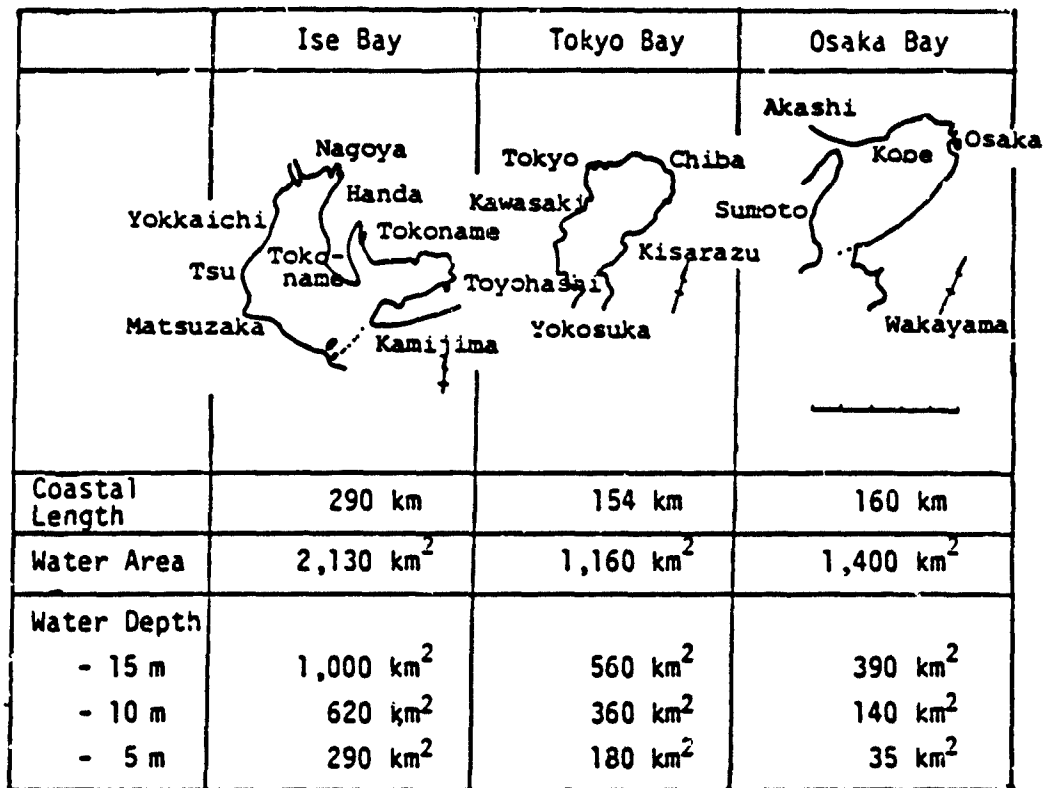 Ise Bay Tokyo Bay Osaka Bay
Nagoya
Handa
Yokkaichi
Tokoname
Toko-
name
Tsu
Toyohashi
Matsuzaka
Kamijima
Tokyo Chiba
Kawasaki
Kisarazu
Yokosuka
Akashi
Kobe Osaka
Sumoto
Wakayama
Coastal
Length 290 km 154 km 160 km
Water Area 2,130 km² 1,160 km² 1,400 km²
Water Depth
- 15 m 1,000 km² 560 km² 390 km²
- 10 m 620 km² 360 km² 140 km²
- 5 m 290 km² 180 km² 35 km²